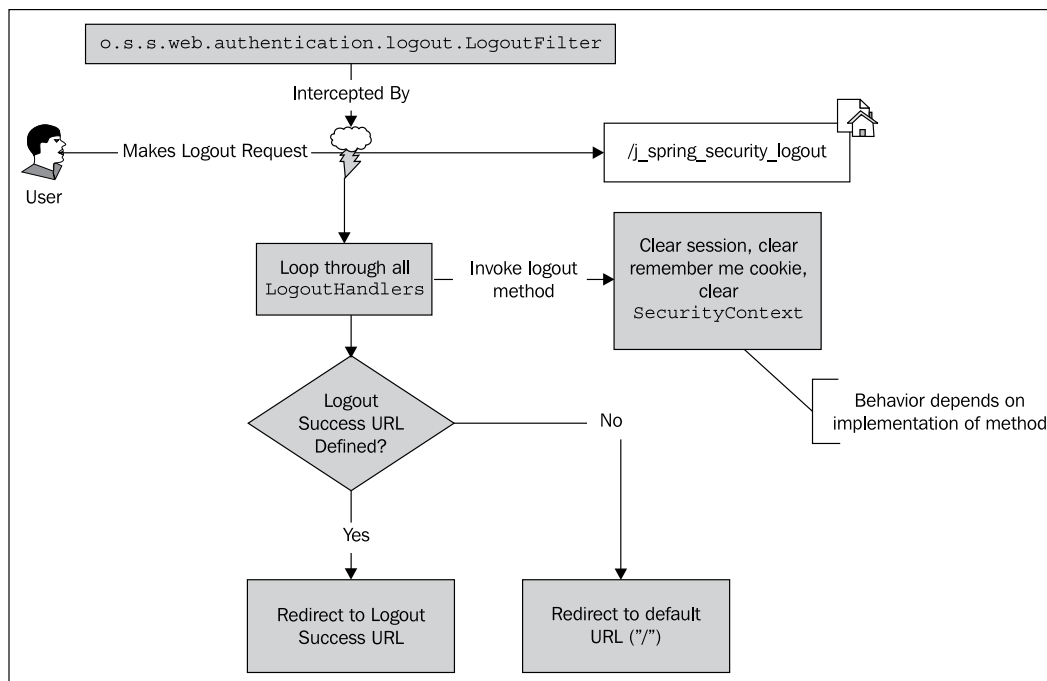 o.s.s.web.authentication.logout.LogoutFilter
Intercepted By
Makes Logout Request
/j_spring_security_logout
User
Loop through all
LogoutHandlers
Invoke logout
method
Clear session, clear
remember me cookie,
clear
SecurityContext
Behavior depends on
implementation of method
Logout
Success URL
Defined?
No
Yes
Redirect to Logout
Success URL
Redirect to default
URL ("/")